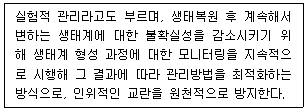 실험적 관리라고도 부르며, 생태복원 후 계속해서
변하는 생태계에 대한 불확실성을 감소시키기 위
해 생태계 형성 과정에 대한 모니터링을 지속적으
로 시행해 그 결과에 따라 관리방법을 최적화하는
방식으로, 인위적인 교란을 원천적으로 방지한다.